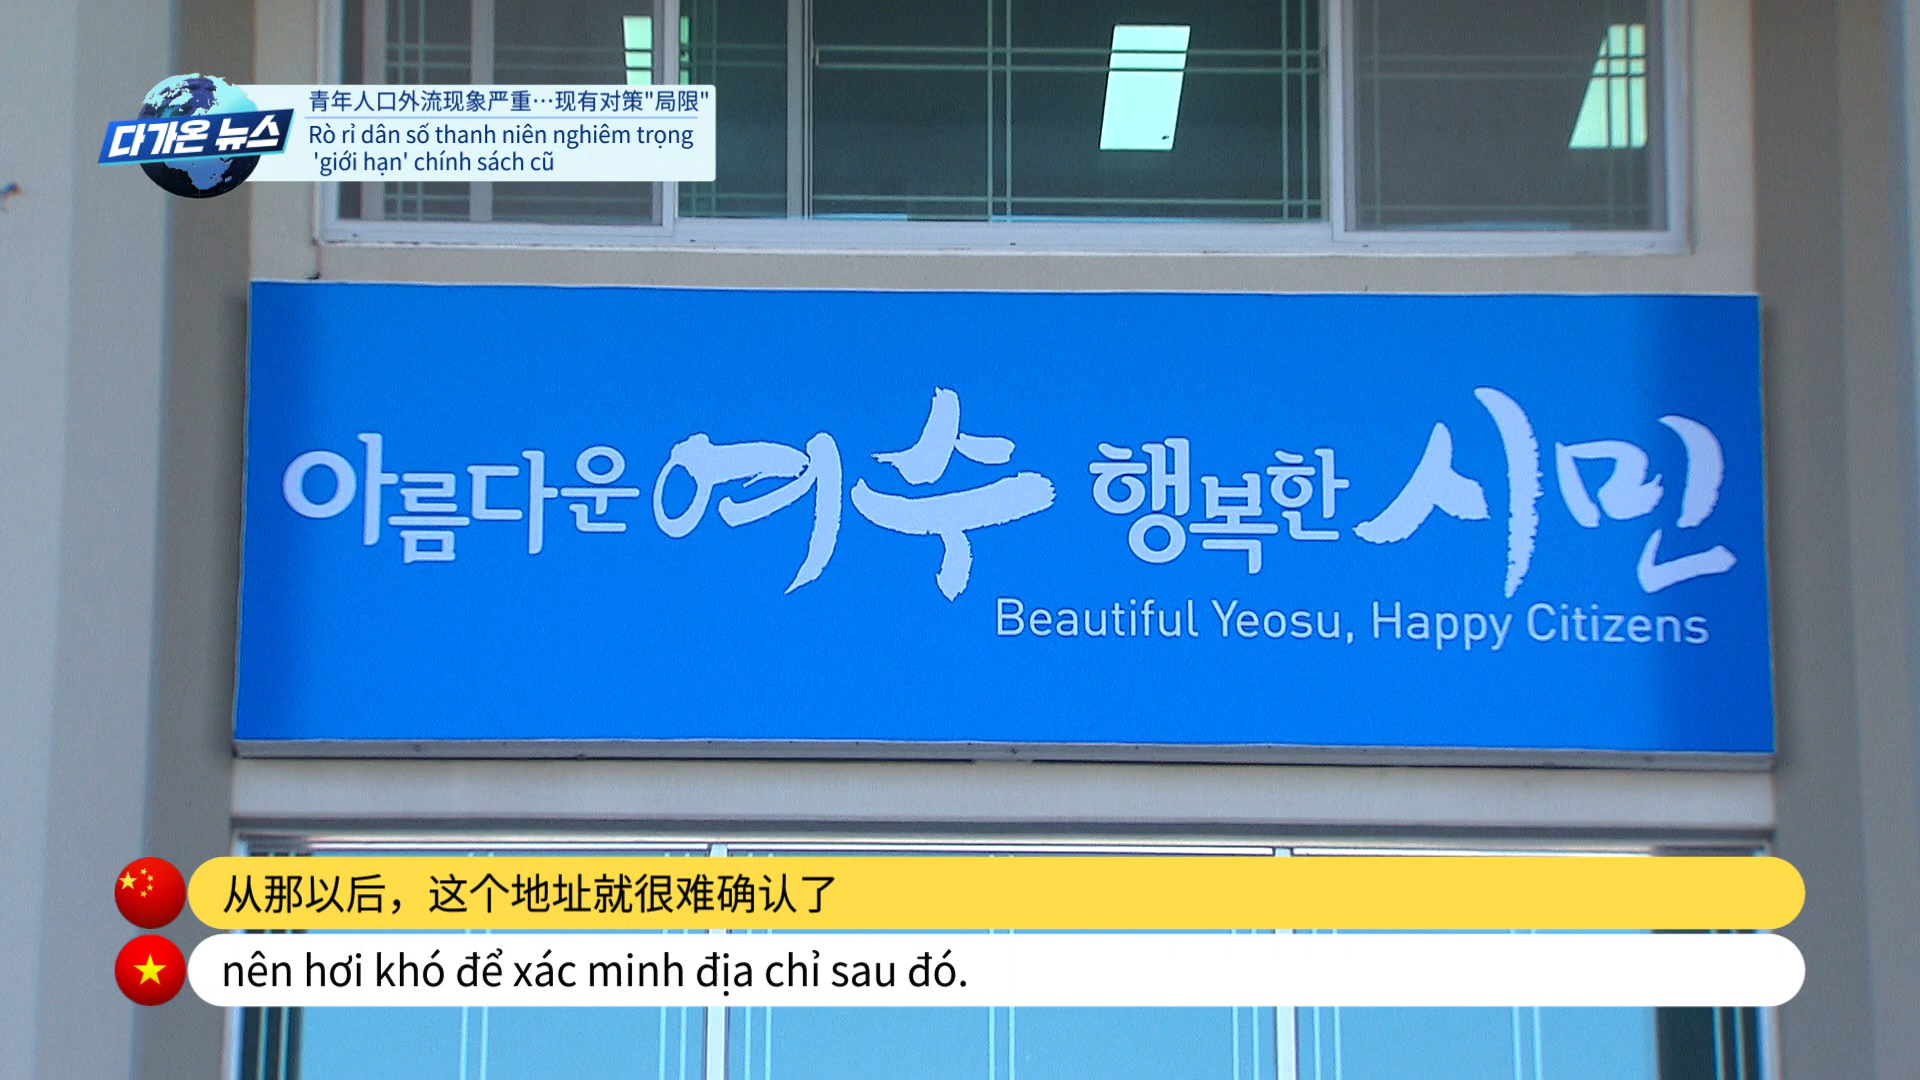 다가온 뉴스
青年人口外流现象严重…现有对策"局限"
Rò rỉ dân số thanh niên nghiêm trọng
'giới hạn' chính sách cũ
아름다운 여수 행복한 시민
Beautiful Yeosu, Happy Citizens
从那以后，这个地址就很难确认了
nên hơi khó để xác minh địa chỉ sau đó.